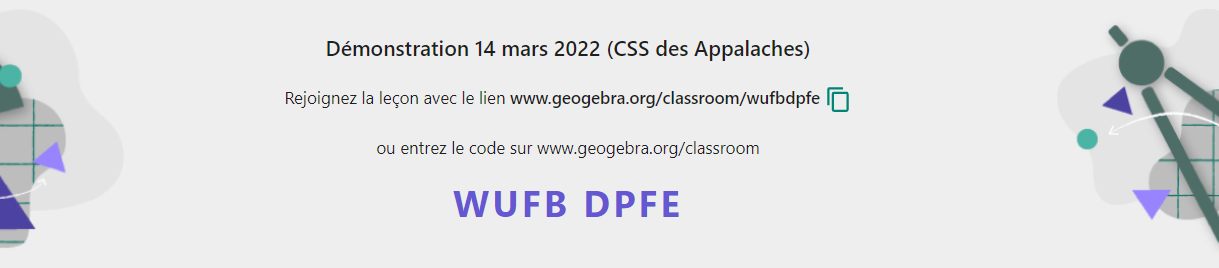 Démonstration 14 mars 2022 (CSS des Appalaches)
Rejoignez la leçon avec le lien www.geogebra.org/classroom/wufbdpfe
ou entrez le code sur www.geogebra.org/classroom
WUFB DPFE